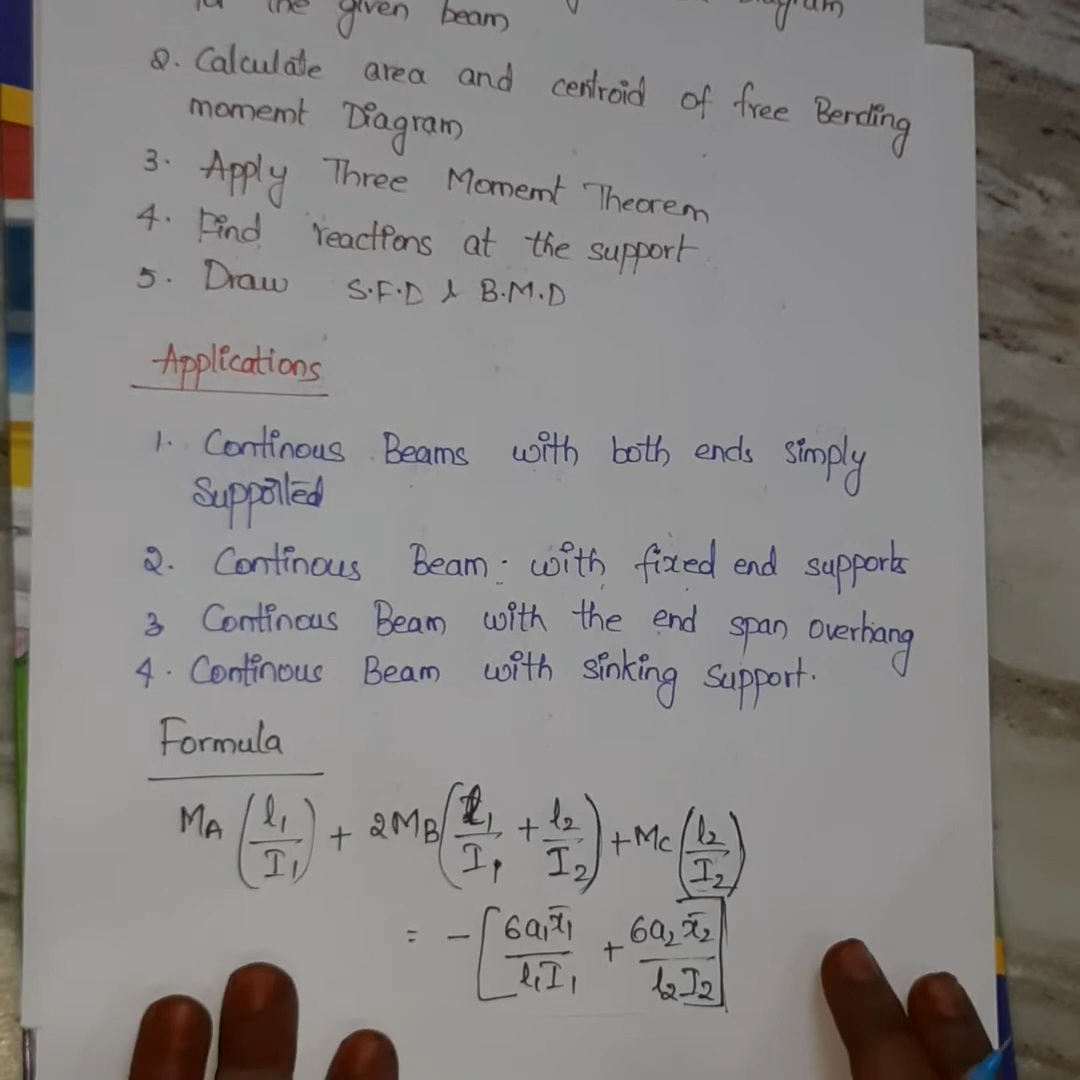 the given beam
2. Calculate area and centroid of free Bending
moment Diagram
3. Apply Three Moment Theorem
4. Find reactions at the support
5. Draw S.F.D & B.M.D
Applications
1. Continous Beams with both ends simply
Supported
2. Continous Beam. with fixed end supports
3 Continous Beam with the end span overhang
4. Continous Beam with sinking support.
Formula
MA (l1/I1) + 2MB (l1/I1 + l2/I2) + MC (l2/I2)
= - [6a1x̄1/l1I1 + 6a2x̄2/l2I2]